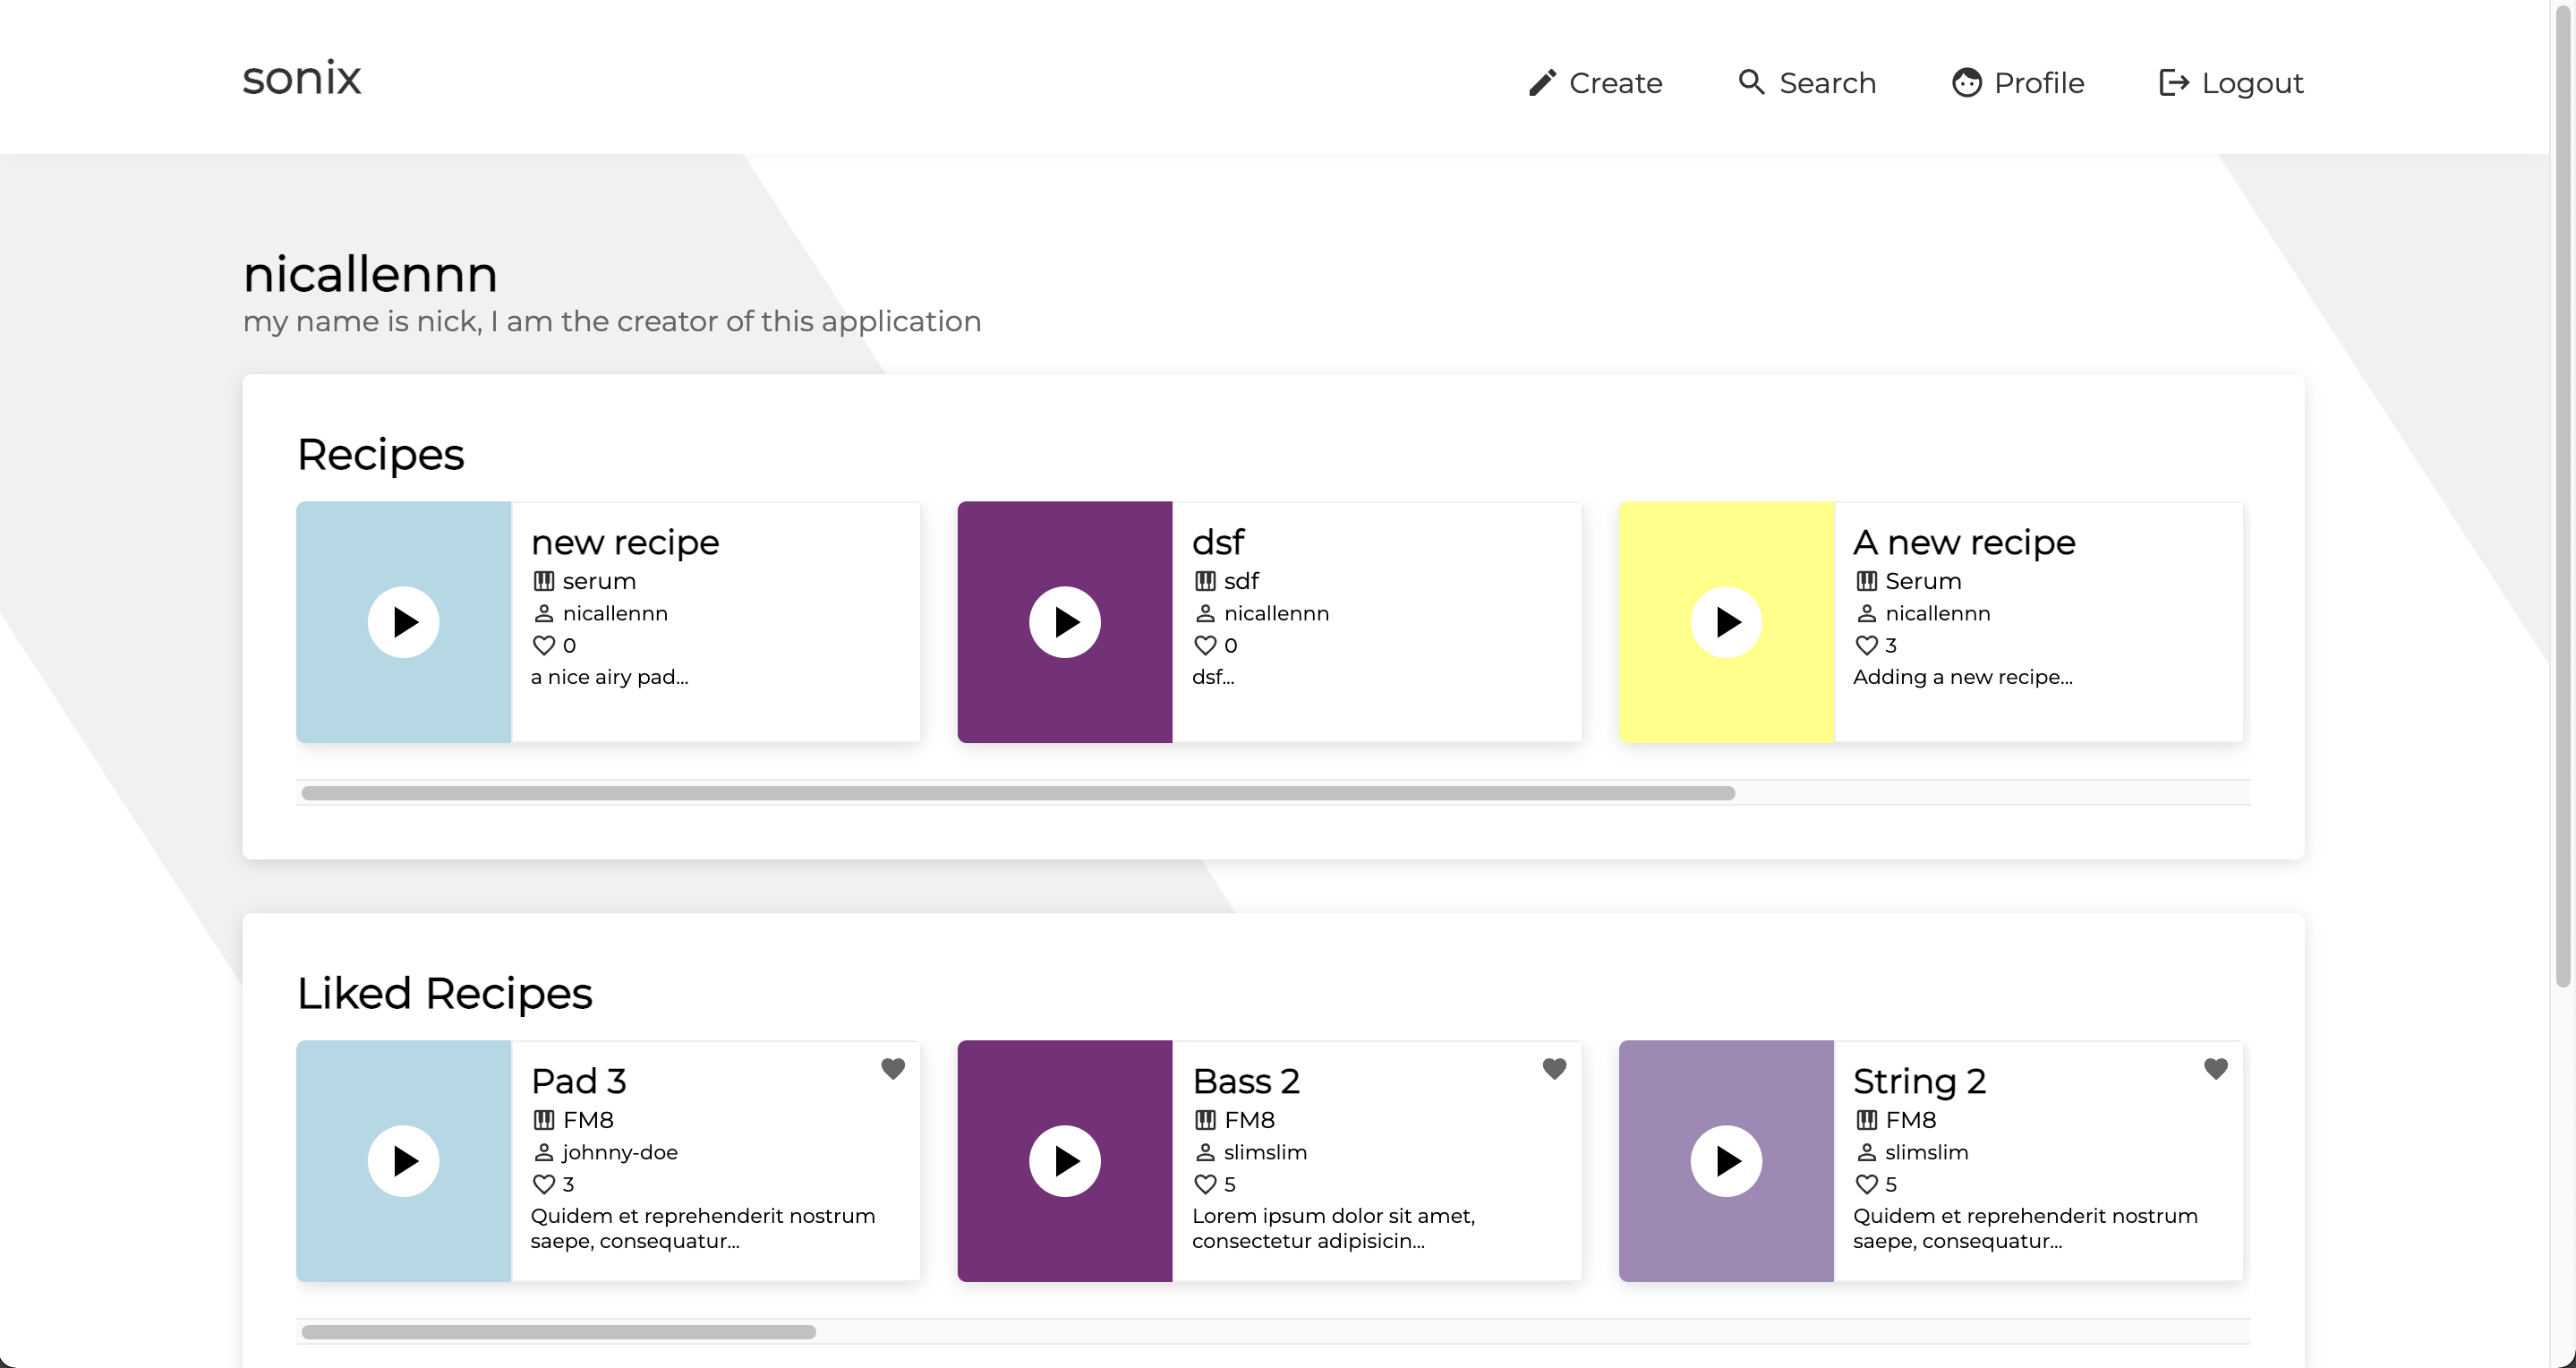 sonix
Create
Search
Profile
Logout
nicallennn
my name is nick, I am the creator of this application
Recipes
new recipe
serum
nicallennn
0
a nice airy pad...
dsf
sdf
nicallennn
0
dsf...
A new recipe
Serum
nicallennn
3
Adding a new recipe...
Liked Recipes
Pad 3
FM8
johnny-doe
3
Quidem et reprehenderit nostrum
saepe, consequatur...
Bass 2
FM8
slimslim
5
Lorem ipsum dolor sit amet,
consectetur adipisicin...
String 2
FM8
slimslim
5
Quidem et reprehenderit nostrum
saepe, consequatur...